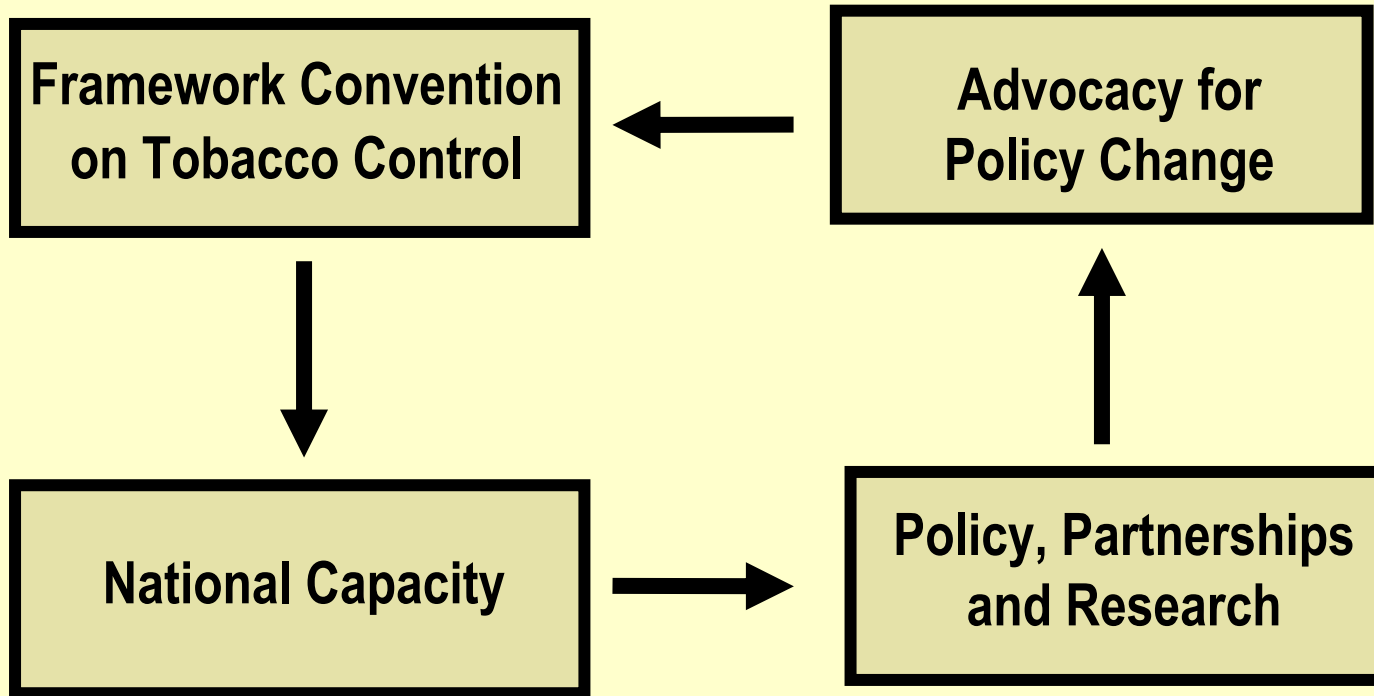 Framework Convention
on Tobacco Control
Advocacy for
Policy Change
National Capacity
Policy, Partnerships
and Research